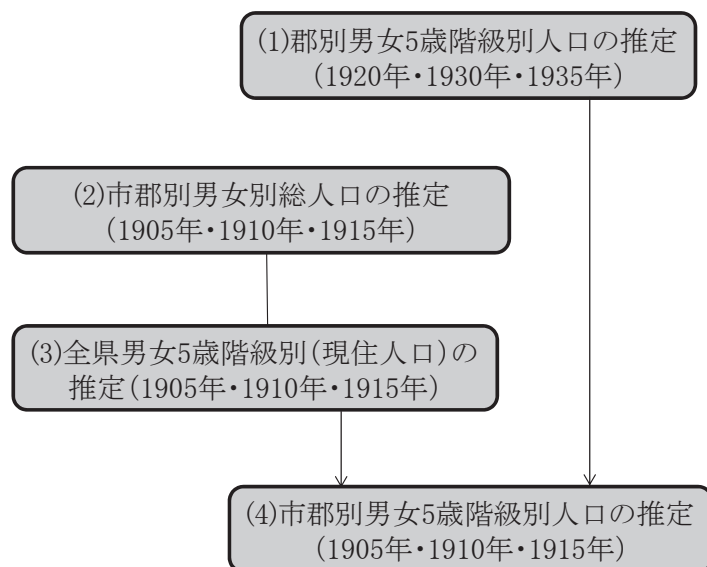 (1)郡別男女5歳階級別人口の推定
(1920年・1930年・1935年)
(2)市郡別男女別総人口の推定
(1905年・1910年・1915年)
(3)全県男女5歳階級別(現住人口)の
推定(1905年・1910年・1915年)
(4)市郡別男女5歳階級別人口の推定
(1905年・1910年・1915年)